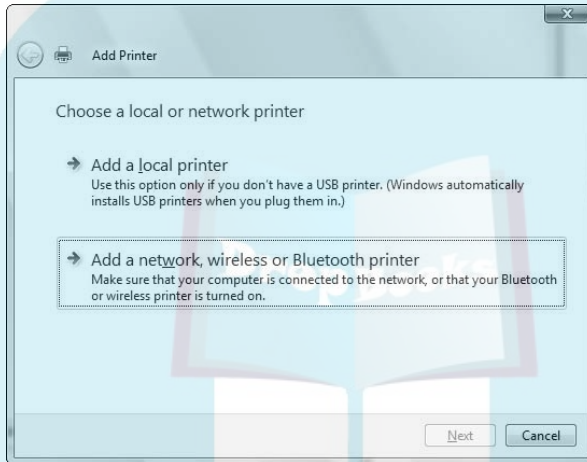 X
Add Printer
Choose a local or network printer
Add a local printer
Use this option only if you don't have a USB printer. (Windows automatically
installs USB printers when you plug them in.)
Add a network, wireless or Bluetooth printer
Make sure that your computer is connected to the network, or that your Bluetooth
or wireless printer is turned on.
DropBooks
Next
Cancel